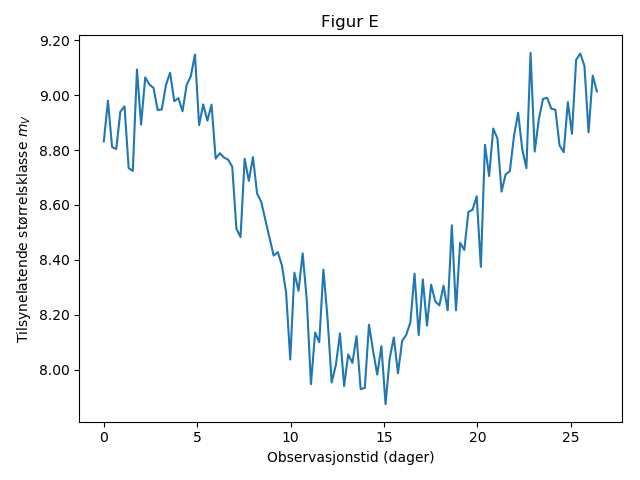 Figur E
Tilsynelatende størrelsklasse $m_V$
9.20
9.00
8.80
8.60
8.40
8.20
8.00
0 5 10 15 20 25
Observasjonstid (dager)